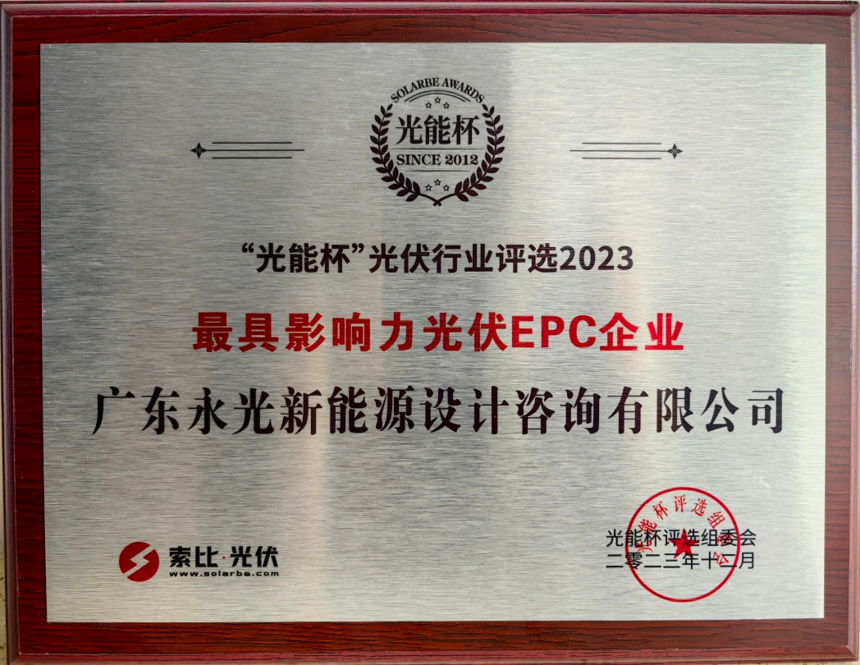 SOLARBE AWARDS
光能杯
SINCE 2012
“光能杯”光伏行业评选2023
最具影响力光伏EPC企业
广东永光新能源设计咨询有限公司
索比·光伏
www.solarbe.com
光能杯评选组委会
光能杯评选组委会
二零二三年十二月